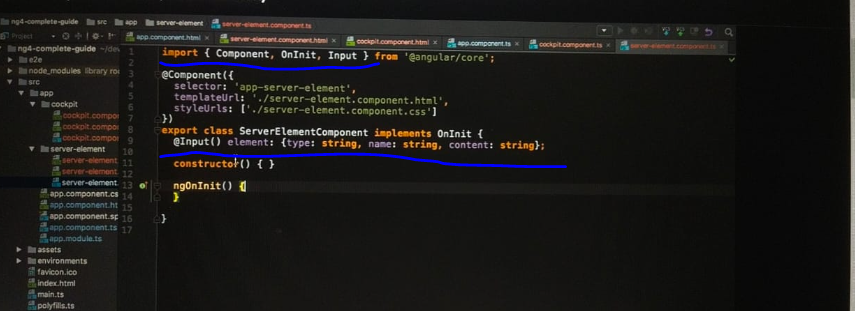 ng4-complete-guide src app server-element server-element.component.ts
app.component.html × server-element.component.html × cockpit.component.html × app.component.ts × cockpit.component.ts × server-element.component.ts ×
Project
ng4-complete-guide
e2e
node_modules library
src
app
cockpit
cockpit.compo
cockpit.compo
cockpit.compo
server-element
server-element.
server-element.
server-element.
app.component.
app.component.ht
app.component.sp
app.component.ts
app.module.ts
assets
environments
favicon.ico
index.html
main.ts
polyfills.ts
1 import { Component, OnInit, Input } from '@angular/core';
2
3 @Component({
4 selector: 'app-server-element',
5 templateUrl: './server-element.component.html',
6 styleUrls: ['./server-element.component.css']
7 })
8 export class ServerElementComponent implements OnInit {
9 @Input() element: {type: string, name: string, content: string};
10
11 constructor() { }
12
13 ngOnInit() {
14 }
15
16 }
17